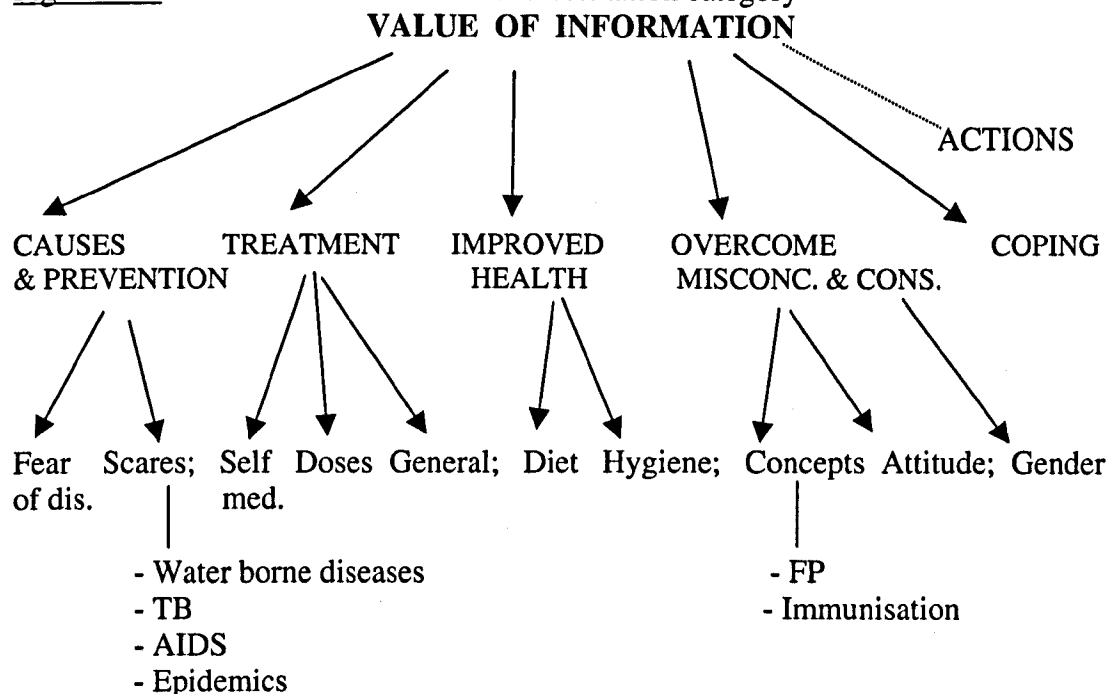 category
VALUE OF INFORMATION
ACTIONS
CAUSES TREATMENT IMPROVED OVERCOME COPING
& PREVENTION HEALTH MISCONC. & CONS.
Fear Scares; Self Doses General; Diet Hygiene; Concepts Attitude; Gender
of dis. med.
- Water borne diseases - FP
- TB - Immunisation
- AIDS
- Epidemics